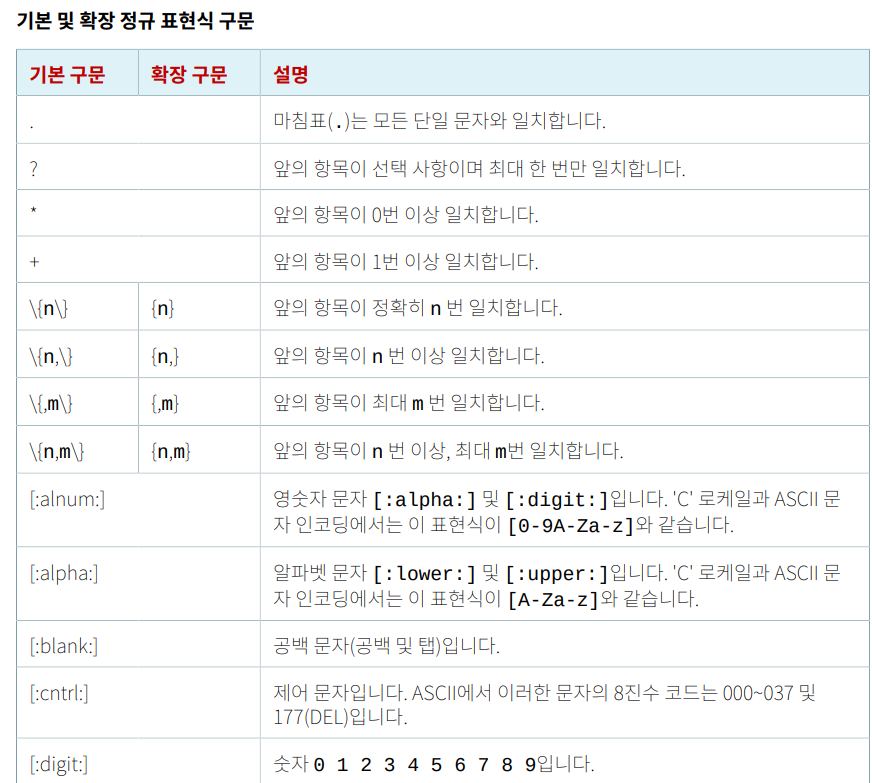 기본 및 확장 정규 표현식 구문
기본 구문 확장 구문 설명
. 마침표(.)는 모든 단일 문자와 일치합니다.
? 앞의 항목이 선택 사항이며 최대 한 번만 일치합니다.
* 앞의 항목이 0번 이상 일치합니다.
+ 앞의 항목이 1번 이상 일치합니다.
\{n\} {n} 앞의 항목이 정확히 n 번 일치합니다.
\{n,\} {n,} 앞의 항목이 n 번 이상 일치합니다.
\{,m\} {,m} 앞의 항목이 최대 m 번 일치합니다.
\{n,m\} {n,m} 앞의 항목이 n 번 이상, 최대 m번 일치합니다.
[:alnum:] 영숫자 문자 [:alpha:] 및 [:digit:]입니다. 'C' 로케일과 ASCII 문
자 인코딩에서는 이 표현식이 [0-9A-Za-z]와 같습니다.
[:alpha:] 알파벳 문자 [:lower:] 및 [:upper:]입니다. 'C' 로케일과 ASCII 문
자 인코딩에서는 이 표현식이 [A-Za-z]와 같습니다.
[:blank:] 공백 문자(공백 및 탭)입니다.
[:cntrl:] 제어 문자입니다. ASCII에서 이러한 문자의 8진수 코드는 000~037 및
177(DEL)입니다.
[:digit:] 숫자 0 1 2 3 4 5 6 7 8 9입니다.